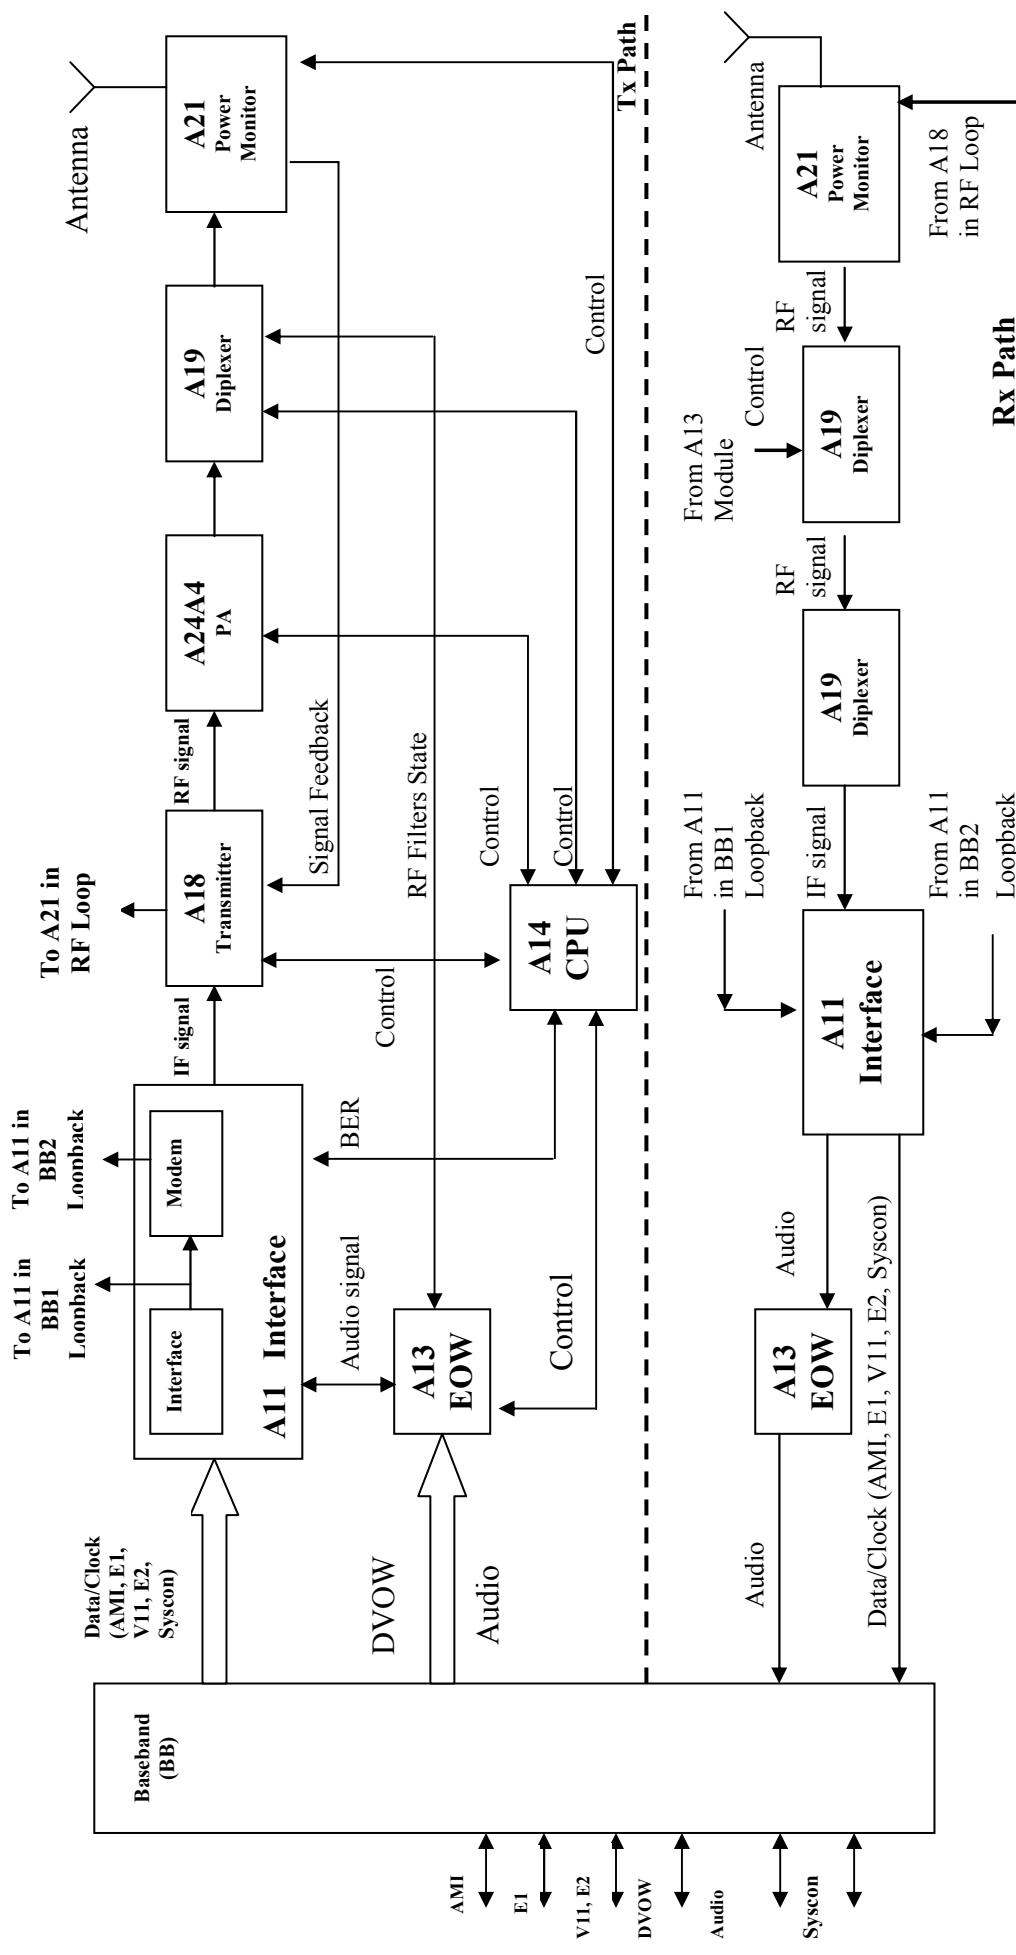 Baseband
(BB)
AMI
E1
V11, E2
DVOW
Audio
Syscon
Data/Clock
(AMI, E1,
V11, E2,
Syscon)
DVOW
Audio
To A11 in
BB1
Loonback
To A11 in
BB2
Loonback
Interface
Modem
A11 Interface
Audio signal
A13
EOW
BER
Control
IF signal
To A21 in
RF Loop
A18
Transmitter
Control
A14
CPU
RF signal
Signal Feedback
RF Filters State
Control
Control
A24A4
PA
A19
Diplexer
Control
A21
Power
Monitor
Antenna
Tx Path
Antenna
A21
Power
Monitor
From A18
in RF Loop
RF
signal
From A13
Module
Control
A19
Diplexer
RF
signal
A19
Diplexer
IF signal
From A11
in BB1
Loopback
From A11
in BB2
Loopback
A11
Interface
Audio
A13
EOW
Audio
Data/Clock (AMI, E1, V11, E2, Syscon)
Rx Path